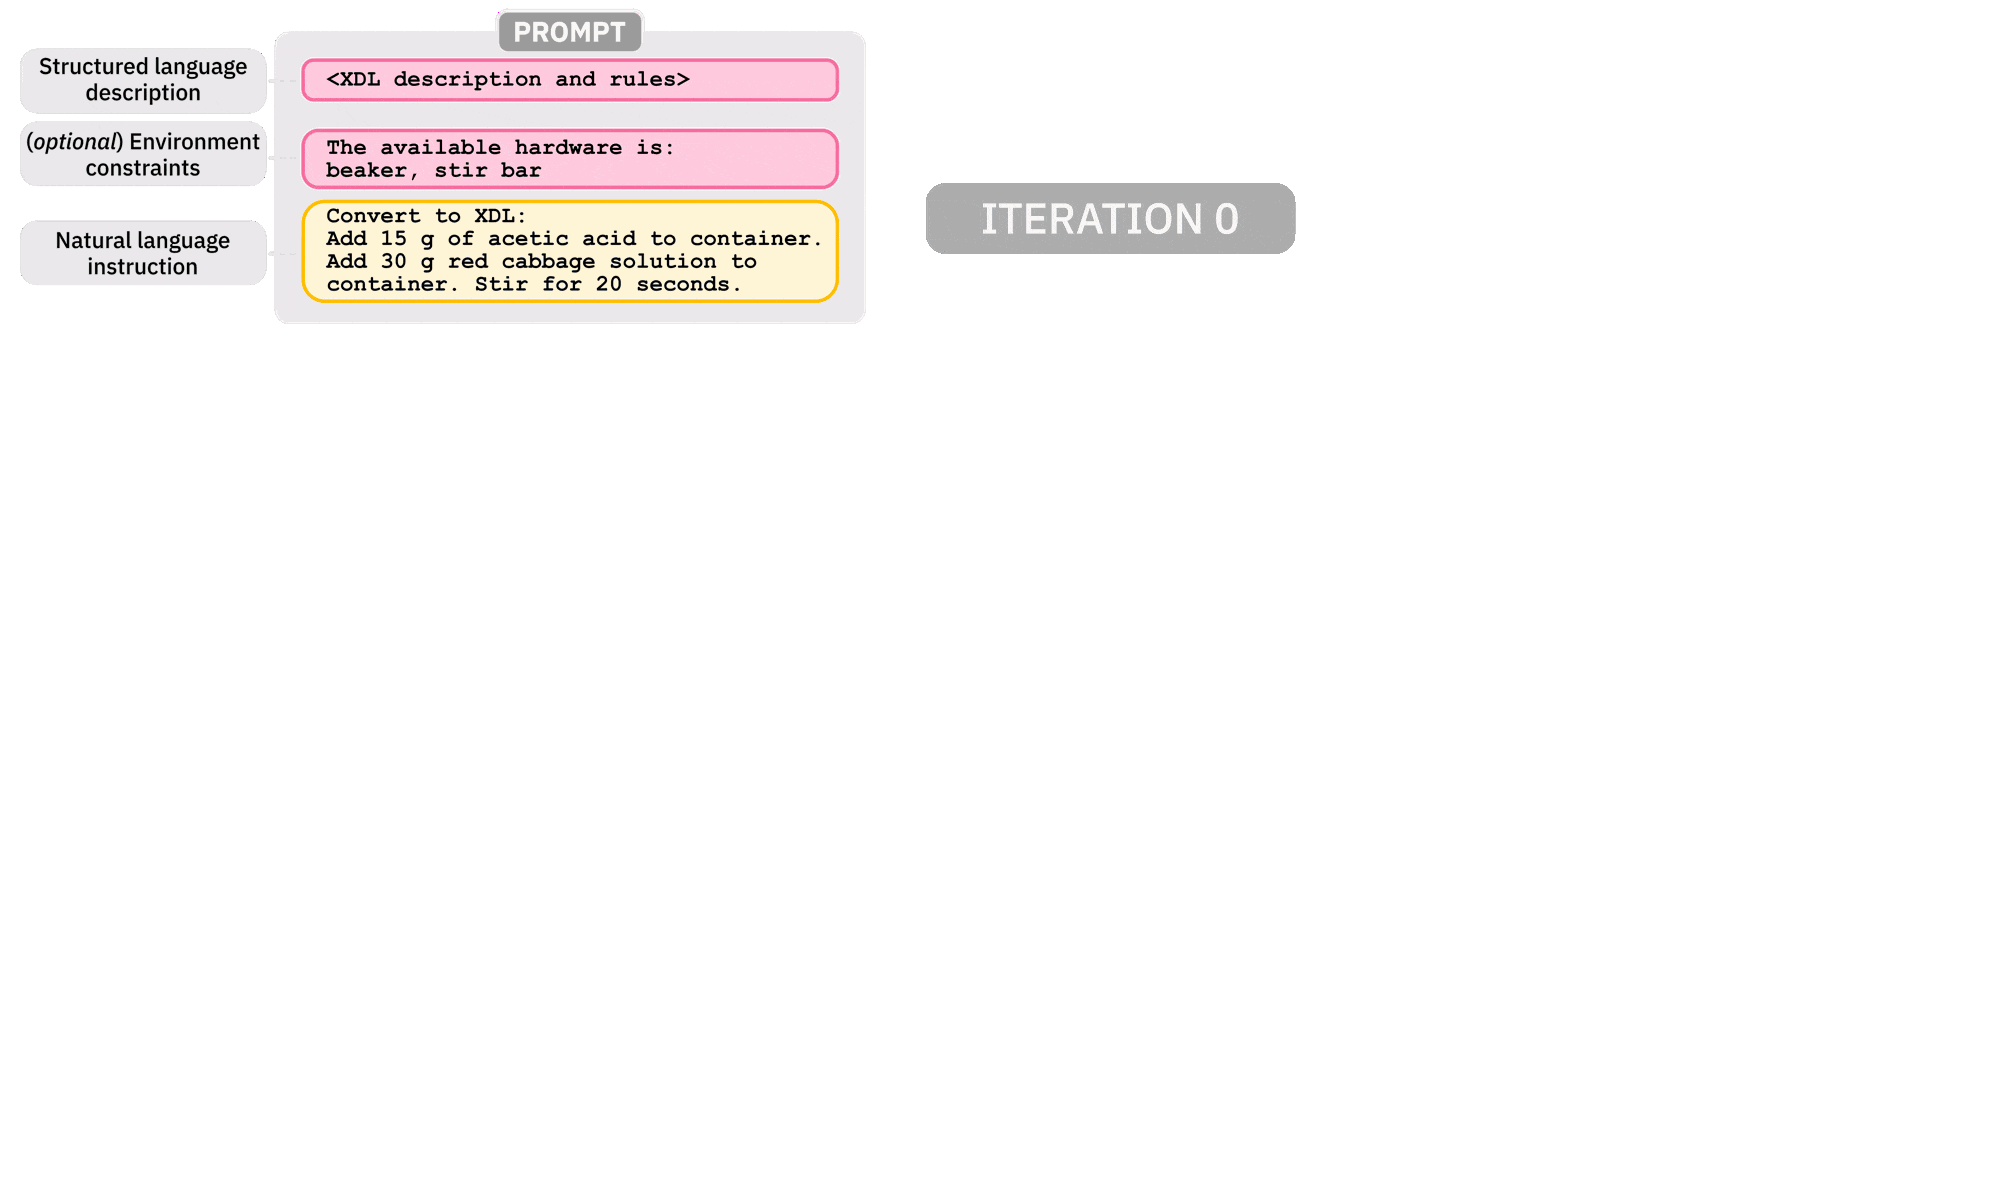 PROMPT
Structured language
description
<XDL description and rules>
(optional) Environment
constraints
The available hardware is:
beaker, stir bar
Natural language
instruction
Convert to XDL:
Add 15 g of acetic acid to container.
Add 30 g red cabbage solution to
container. Stir for 20 seconds.
ITERATION 0